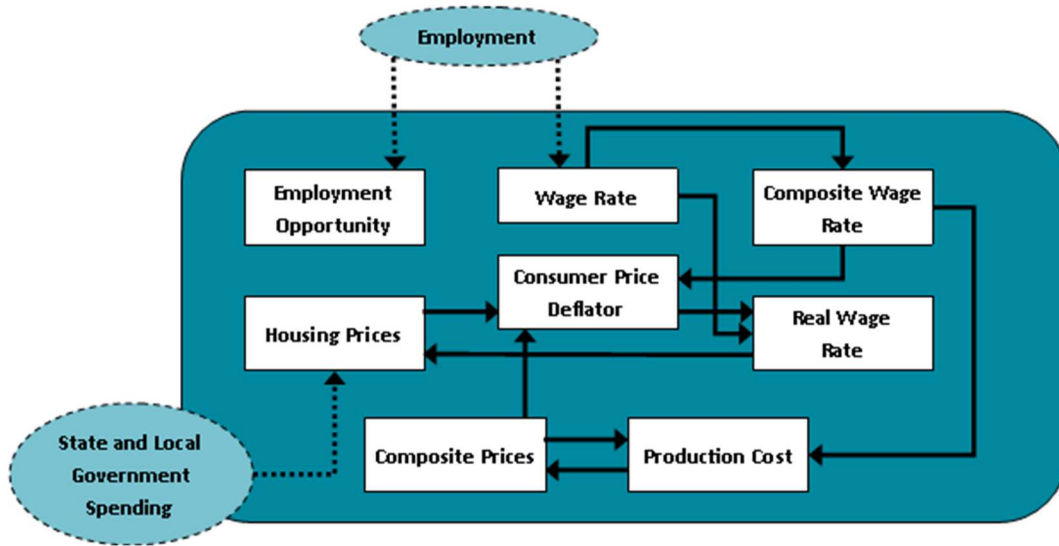 Employment
Employment
Opportunity
Wage Rate
Composite Wage
Rate
Consumer Price
Deflator
Housing Prices
Real Wage
Rate
State and Local
Government
Spending
Composite Prices
Production Cost